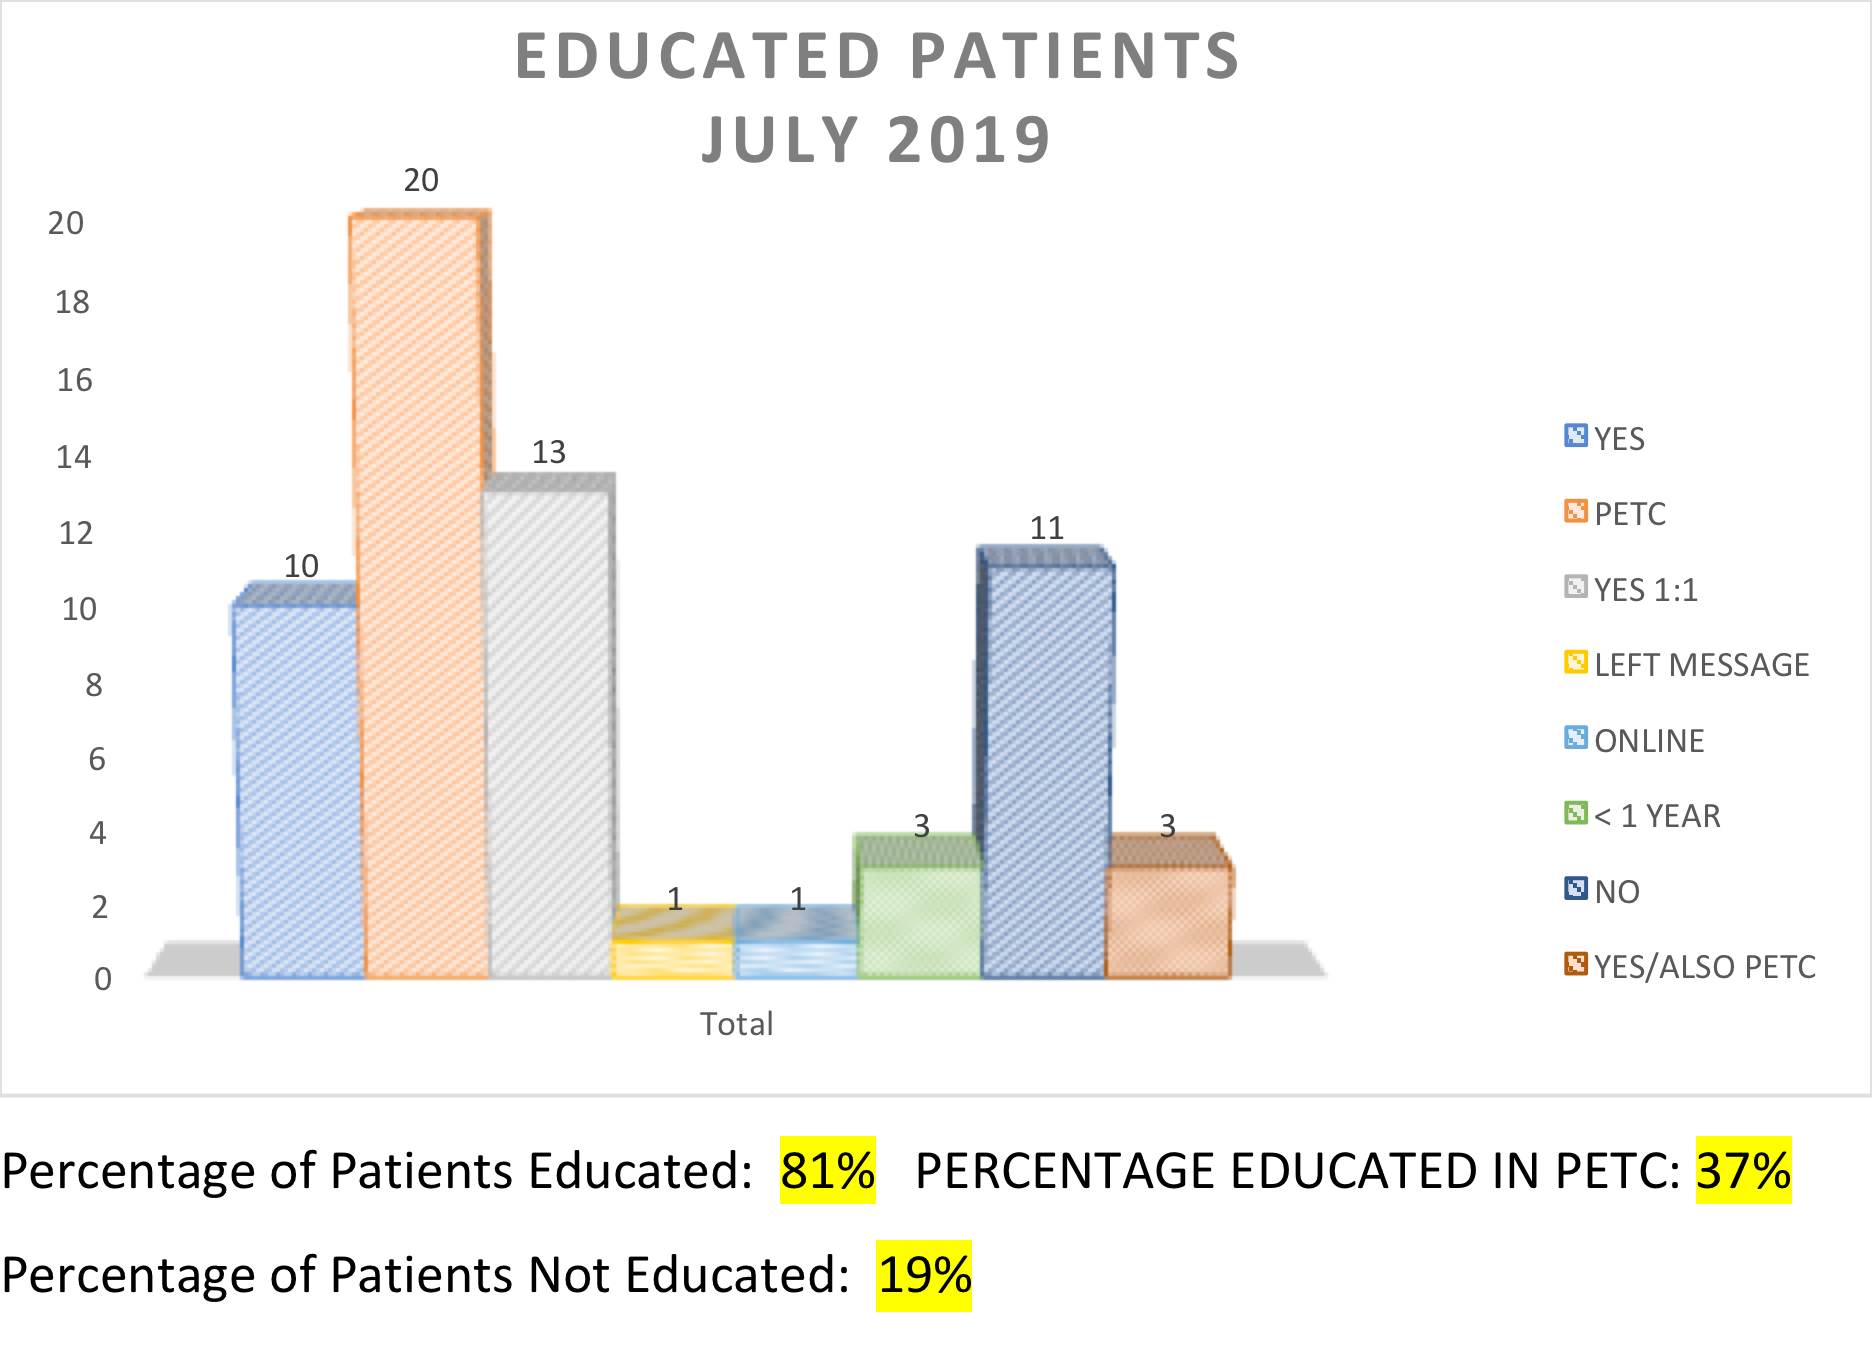 EDUCATED PATIENTS
JULY 2019
20
18
16
14
12
10
8
6
4
2
0
10
20
13
1
1
3
11
3
Total
YES
PETC
YES 1:1
LEFT MESSAGE
ONLINE
< 1 YEAR
NO
YES/ALSO PETC
Percentage of Patients Educated: 81% PERCENTAGE EDUCATED IN PETC: 37%
Percentage of Patients Not Educated: 19%